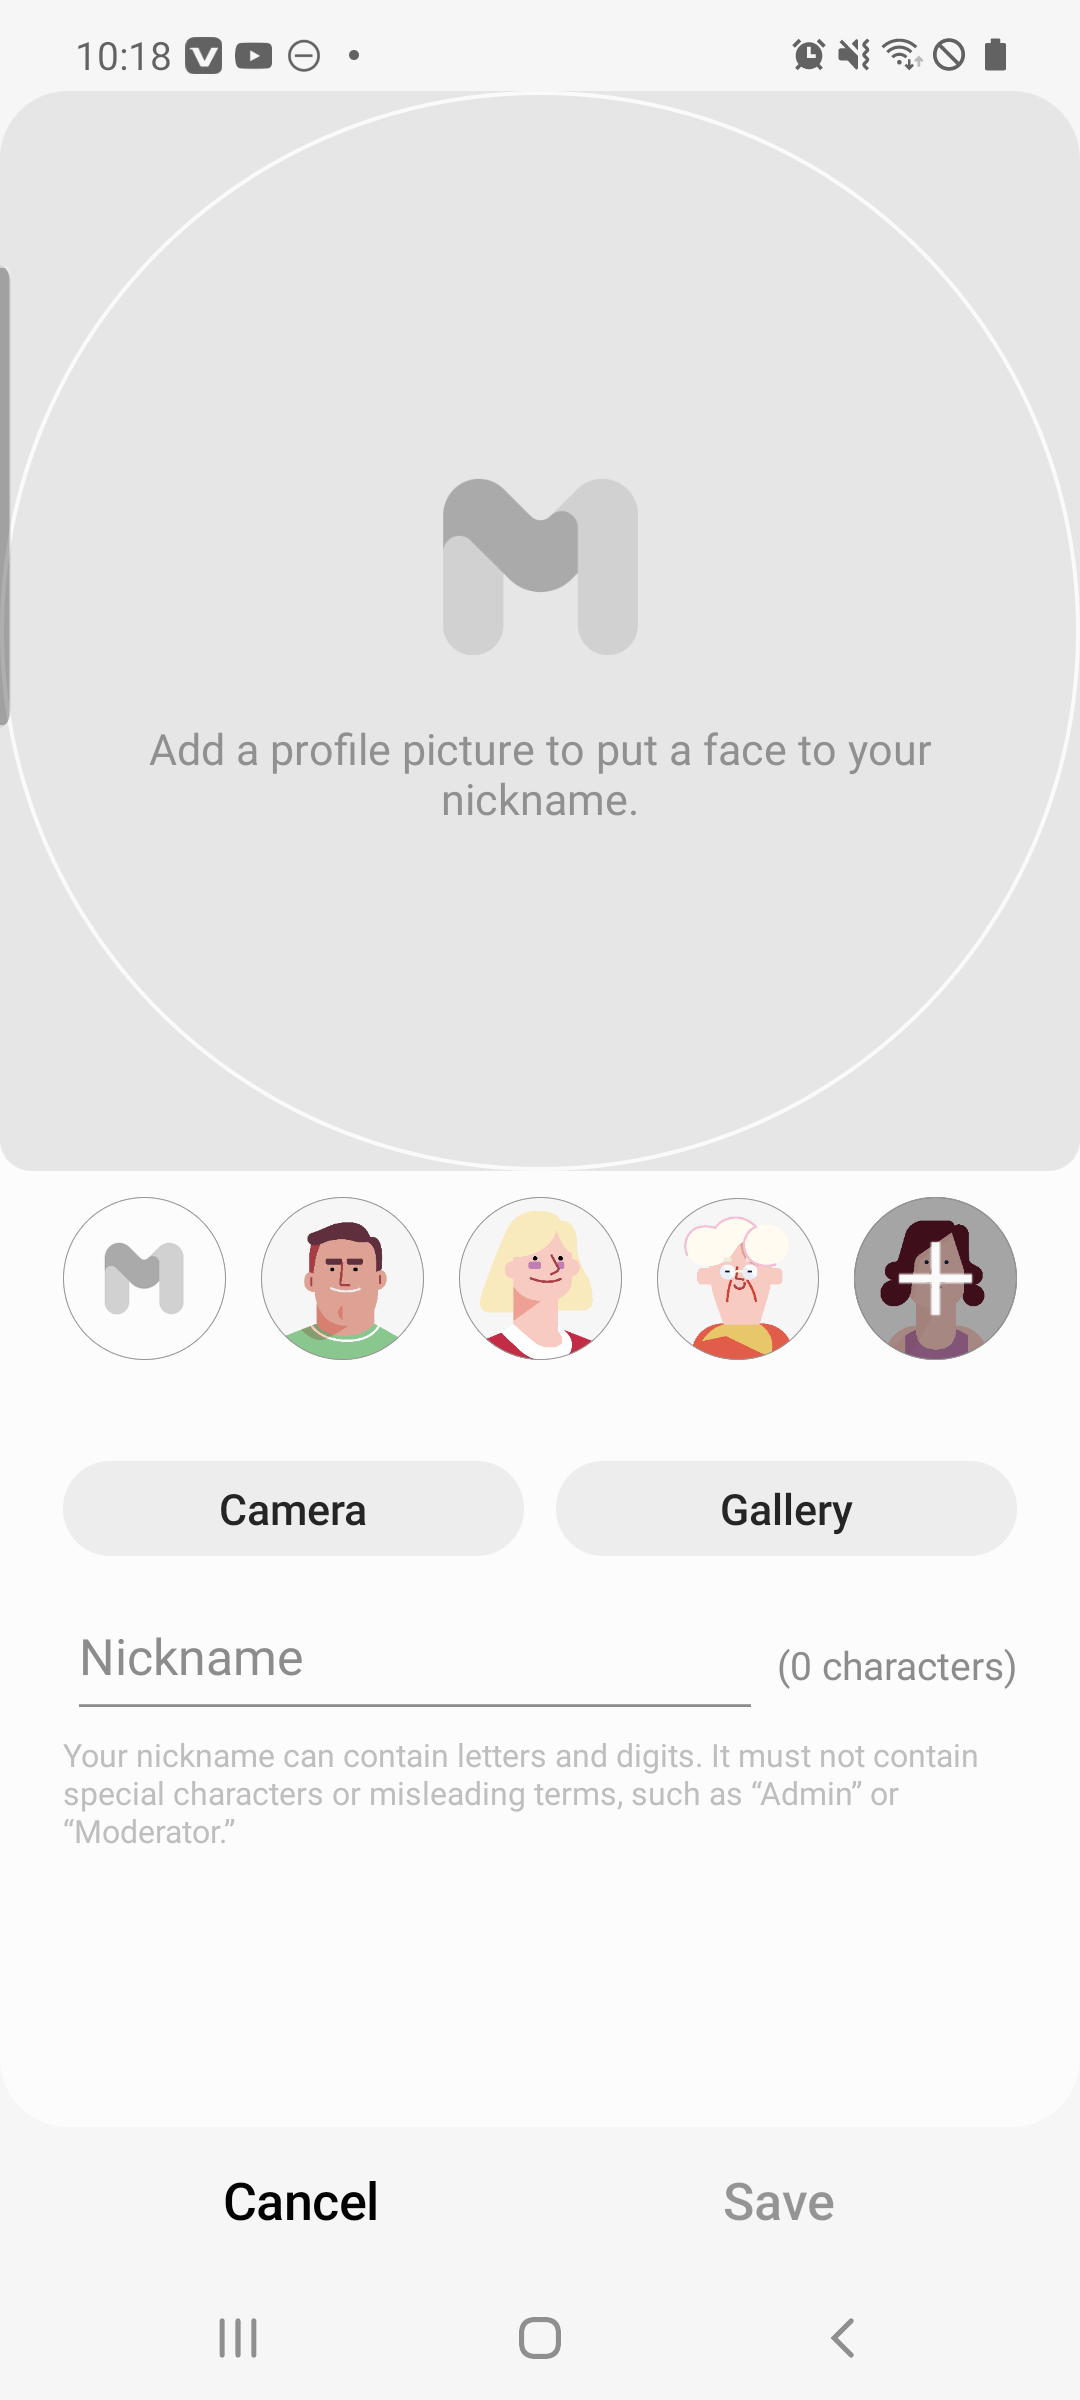 10:18
Add a profile picture to put a face to your
nickname.
Camera
Gallery
Nickname
(0 characters)
Your nickname can contain letters and digits. It must not contain
special characters or misleading terms, such as “Admin” or
“Moderator.”
Cancel
Save